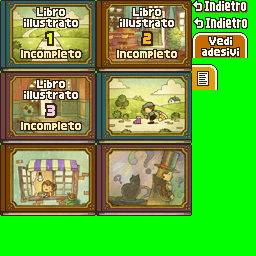 Libro
illustrato
1
Incompleto
Libro
illustrato
2
Incompleto
Indietro
Indietro
Vedi
adesivi
Libro
illustrato
3
Incompleto